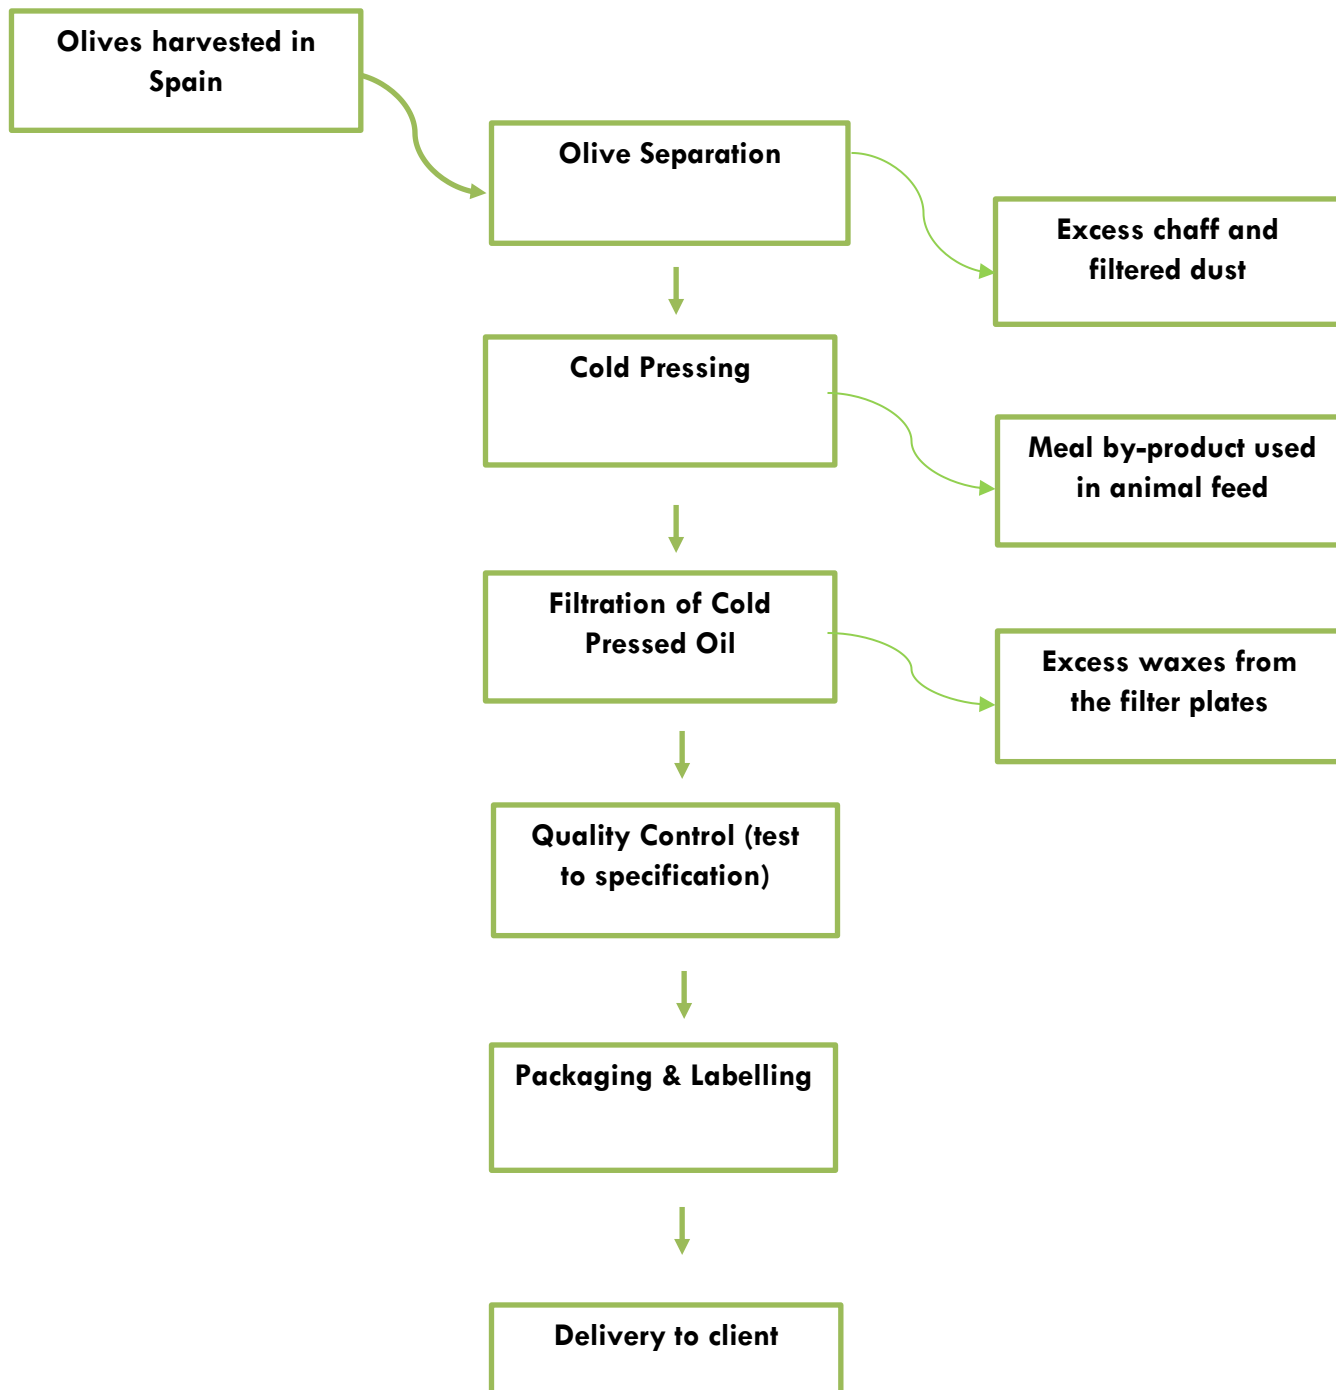 Olives harvested in
Spain
Olive Separation
Excess chaff and
filtered dust
Cold Pressing
Meal by-product used
in animal feed
Filtration of Cold
Pressed Oil
Excess waxes from
the filter plates
Quality Control (test
to specification)
Packaging & Labelling
Delivery to client